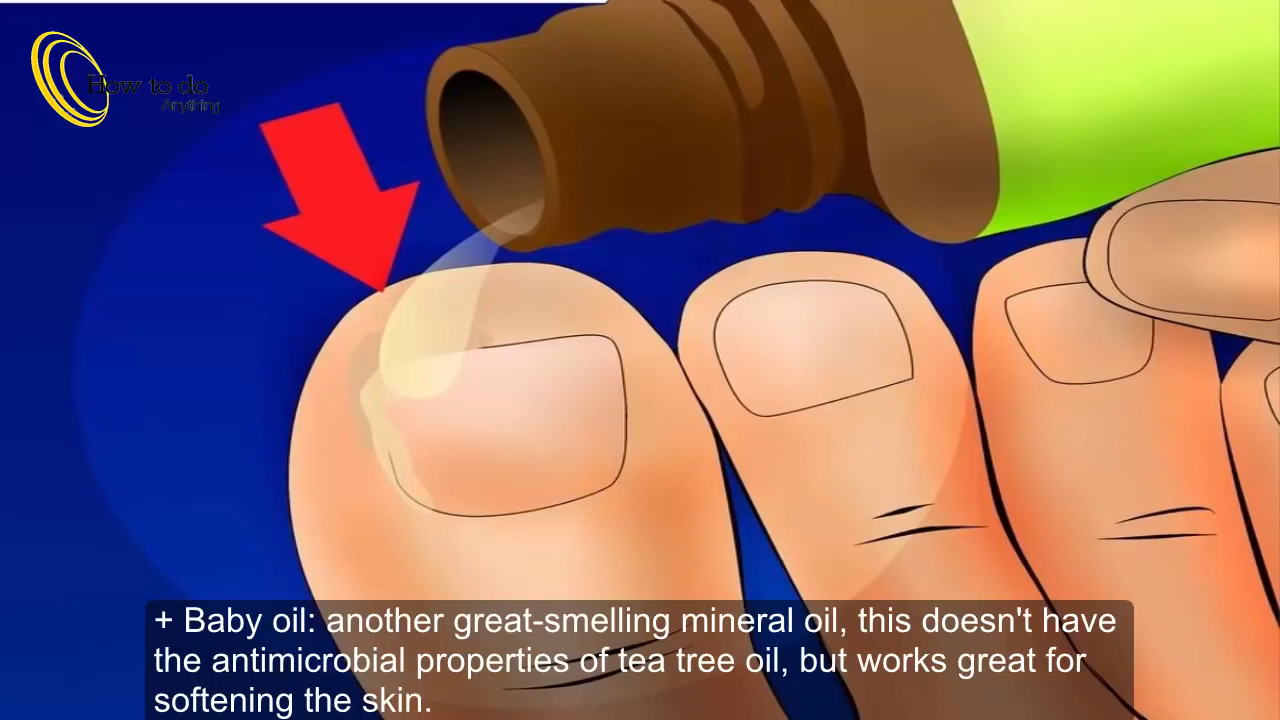 How to do
Anything
+ Baby oil: another great-smelling mineral oil, this doesn't have
the antimicrobial properties of tea tree oil, but works great for
softening the skin.